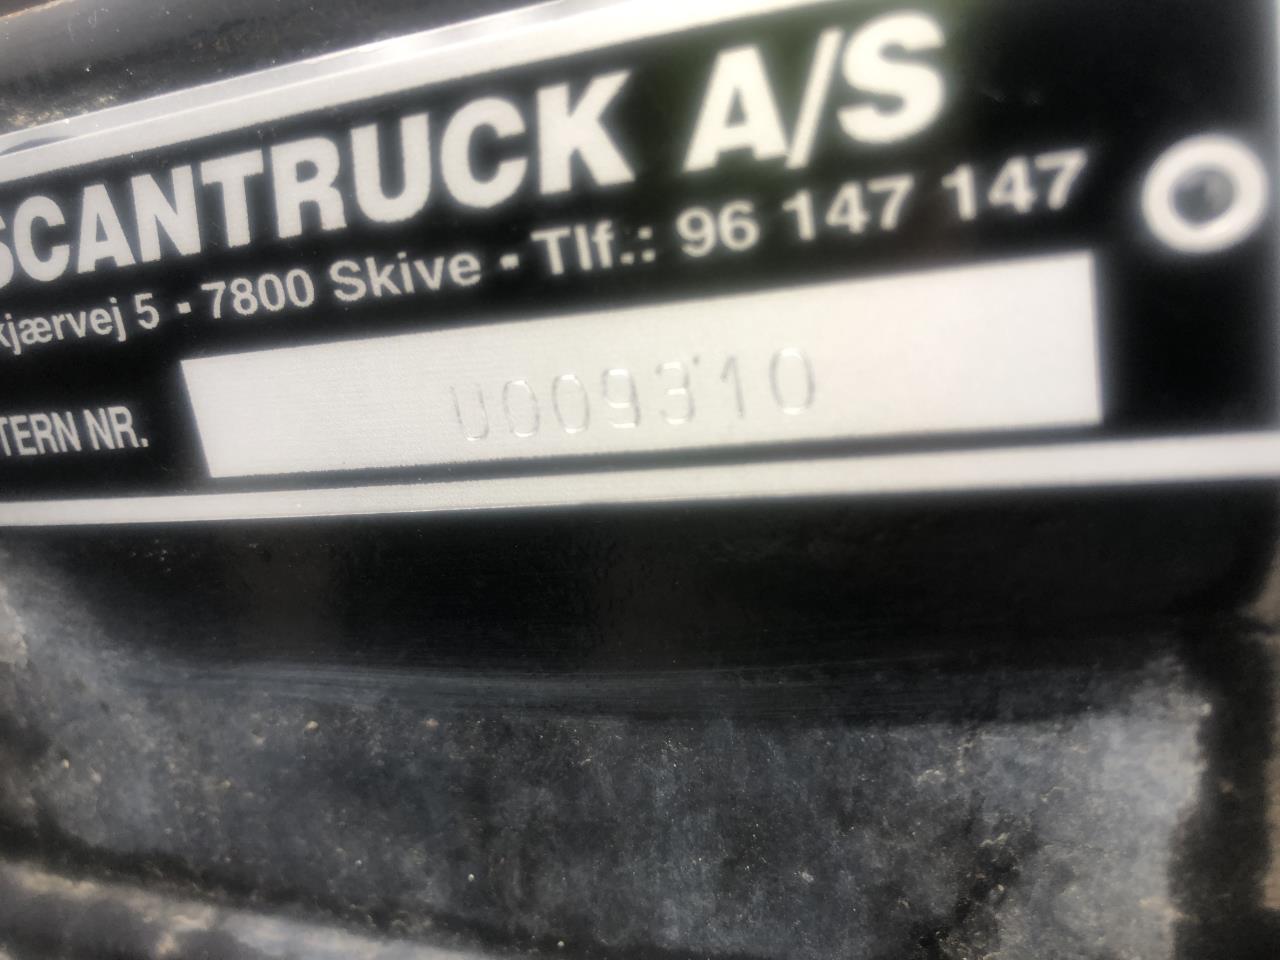 SCANTRUCK A/S
kjærvej 5 - 7800 Skive - Tlf.: 96 147 147
TERN NR. U009310